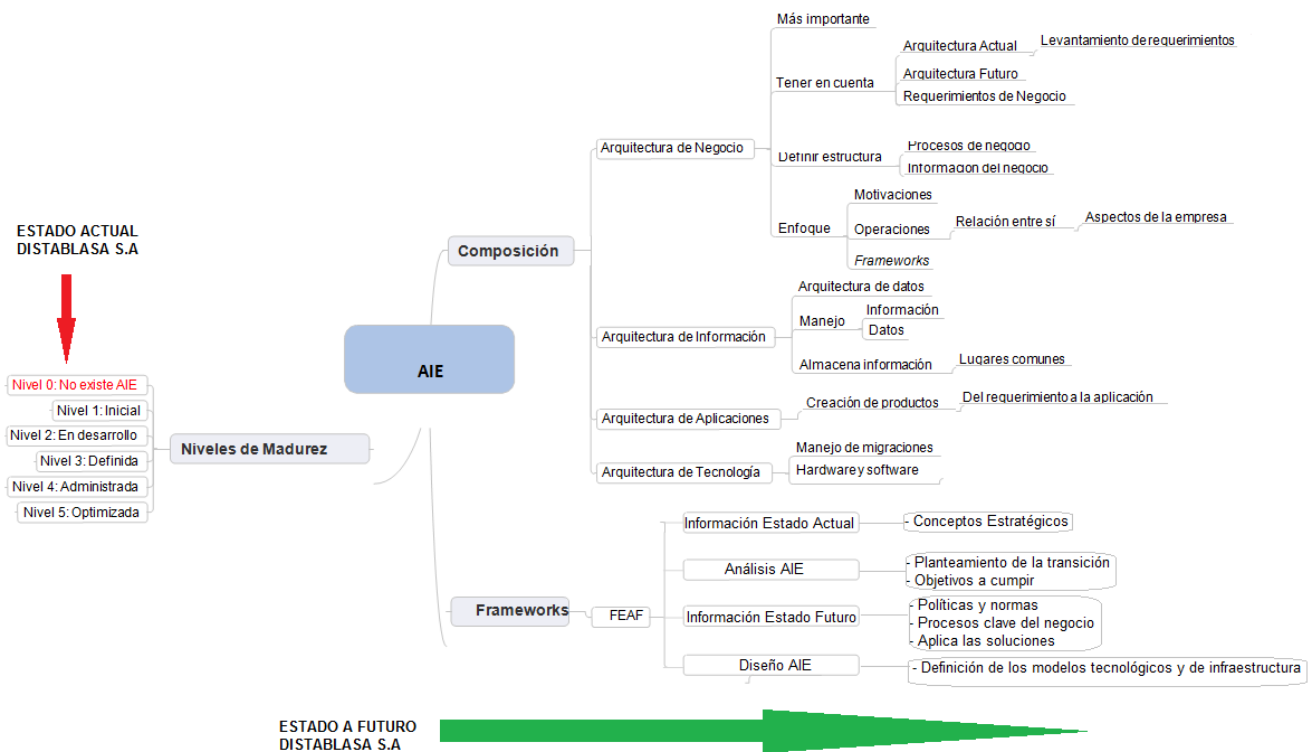 ESTADO ACTUAL
DISTABLASA S.A
Nivel 0: No existe AIE
Nivel 1: Inicial
Nivel 2: En desarrollo
Nivel 3: Definida
Nivel 4: Administrada
Nivel 5: Optimizada
Niveles de Madurez
AIE
Composición
Arquitectura de Negocio
Más importante
Tener en cuenta
Arquitectura Actual
Levantamiento de requerimientos
Arquitectura Futuro
Requerimientos de Negocio
Definir estructura
Procesos de negocio
Información del negocio
Enfoque
Motivaciones
Operaciones
Relación entre sí
Aspectos de la empresa
Frameworks
Arquitectura de Información
Arquitectura de datos
Manejo
Información
Datos
Almacena información
Lugares comunes
Arquitectura de Aplicaciones
Creación de productos
Del requerimiento a la aplicación
Arquitectura de Tecnología
Manejo de migraciones
Hardware y software
Frameworks
FEAF
Información Estado Actual
- Conceptos Estratégicos
Análisis AIE
- Planteamiento de la transición
- Objetivos a cumpir
Información Estado Futuro
- Políticas y normas
- Procesos clave del negocio
- Aplica las soluciones
Diseño AIE
- Definición de los modelos tecnológicos y de infraestructura
ESTADO A FUTURO
DISTABLASA S.A